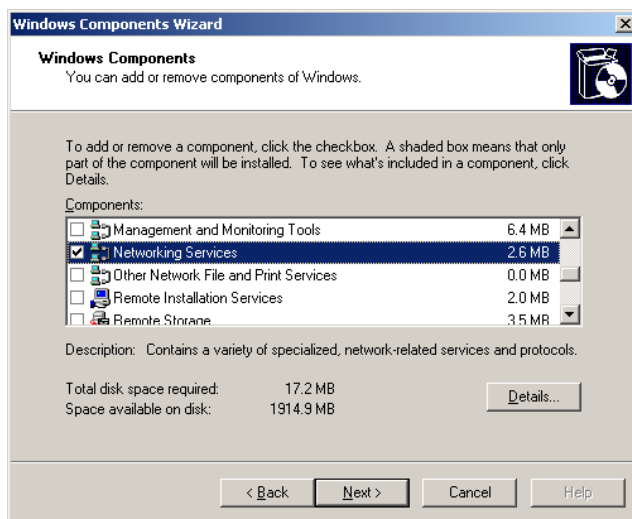 Windows Components Wizard
Windows Components
You can add or remove components of Windows.
To add or remove a component, click the checkbox. A shaded box means that only
part of the component will be installed. To see what's included in a component, click
Details.
Components:
Management and Monitoring Tools 6.4 MB
Networking Services 2.6 MB
Other Network File and Print Services 0.0 MB
Remote Installation Services 2.0 MB
Remote Storage 3.5 MB
Description: Contains a variety of specialized, network-related services and protocols.
Total disk space required: 17.2 MB
Space available on disk: 1914.9 MB
Details...
< Back Next > Cancel Help